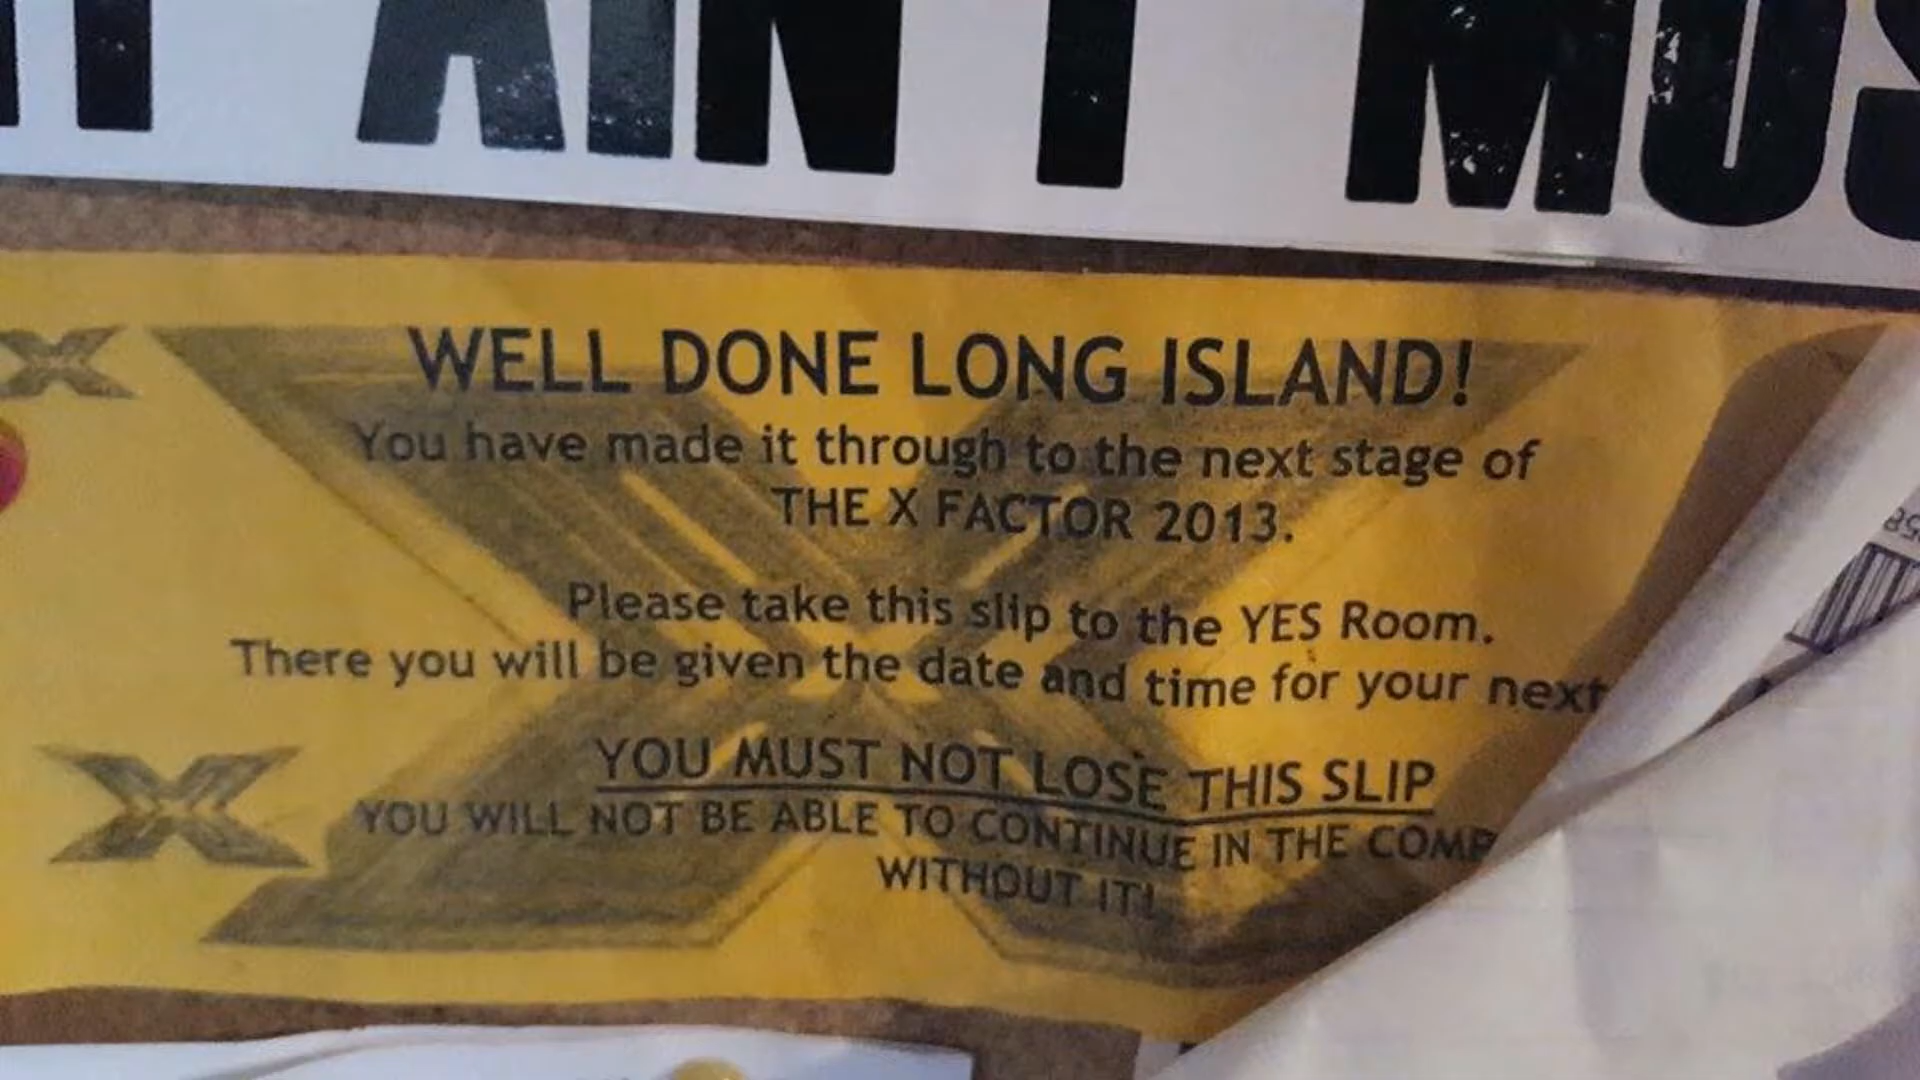 AIN'T
WELL DONE LONG ISLAND!
You have made it through to the next stage of
THE X FACTOR 2013.
Please take this slip to the YES Room.
There you will be given the date and time for your next
YOU MUST NOT LOSE THIS SLIP
YOU WILL NOT BE ABLE TO CONTINUE IN THE COMP
WITHOUT IT!